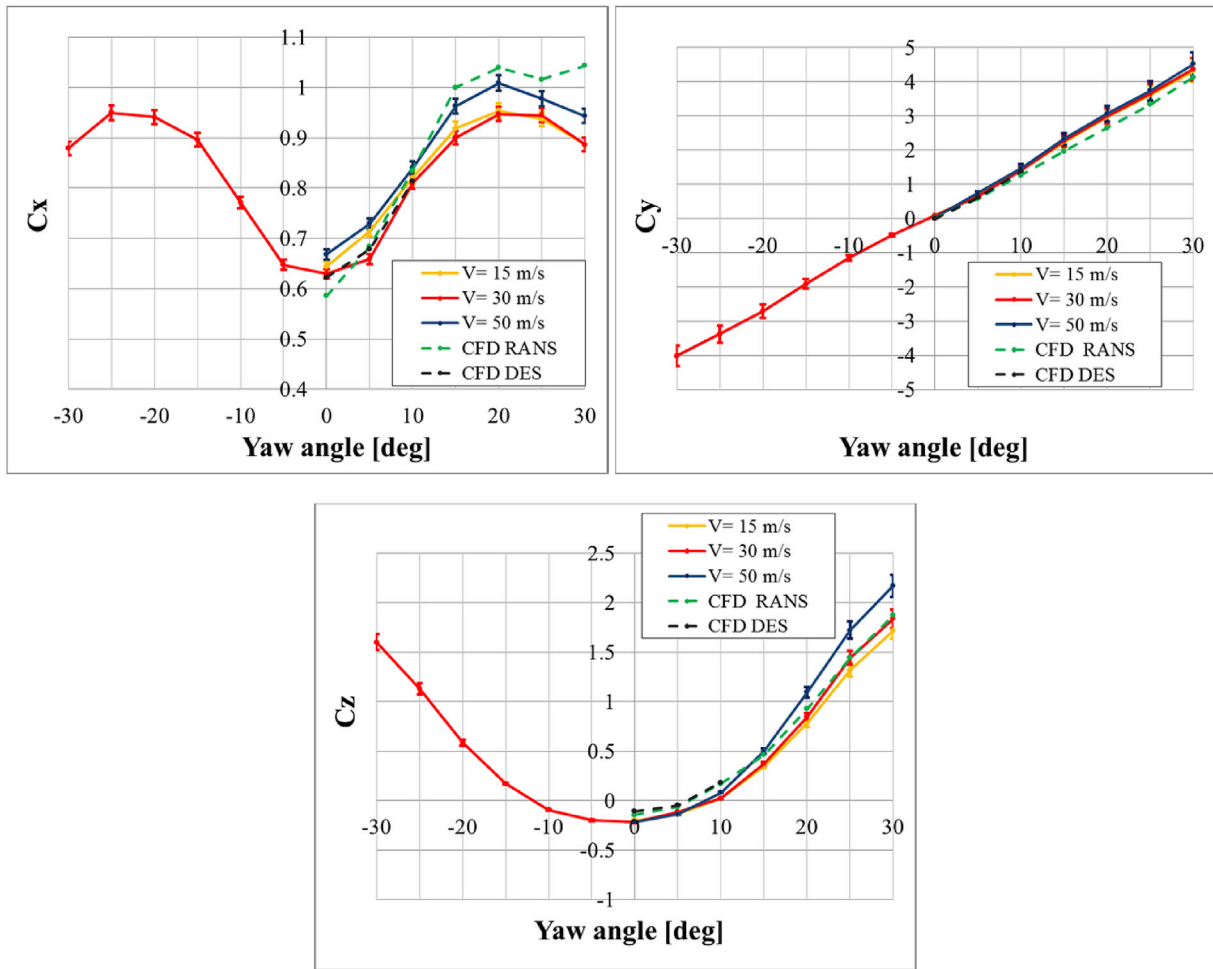 1.1
1
0.9
0.8
0.7
0.6
0.5
0.4
Cx
V= 15 m/s
V= 30 m/s
V= 50 m/s
CFD RANS
CFD DES
-30 -20 -10 0 10 20 30
Yaw angle [deg]
5
4
3
2
1
0
-1
-2
-3
-4
-5
Cy
-30 -20 -10 0 10 20 30
V= 15 m/s
V= 30 m/s
V= 50 m/s
CFD RANS
CFD DES
Yaw angle [deg]
V= 15 m/s
V= 30 m/s
V= 50 m/s
CFD RANS
CFD DES
2.5
2
1.5
1
0.5
0
-0.5
-1
Cz
-30 -20 -10 0 10 20 30
Yaw angle [deg]